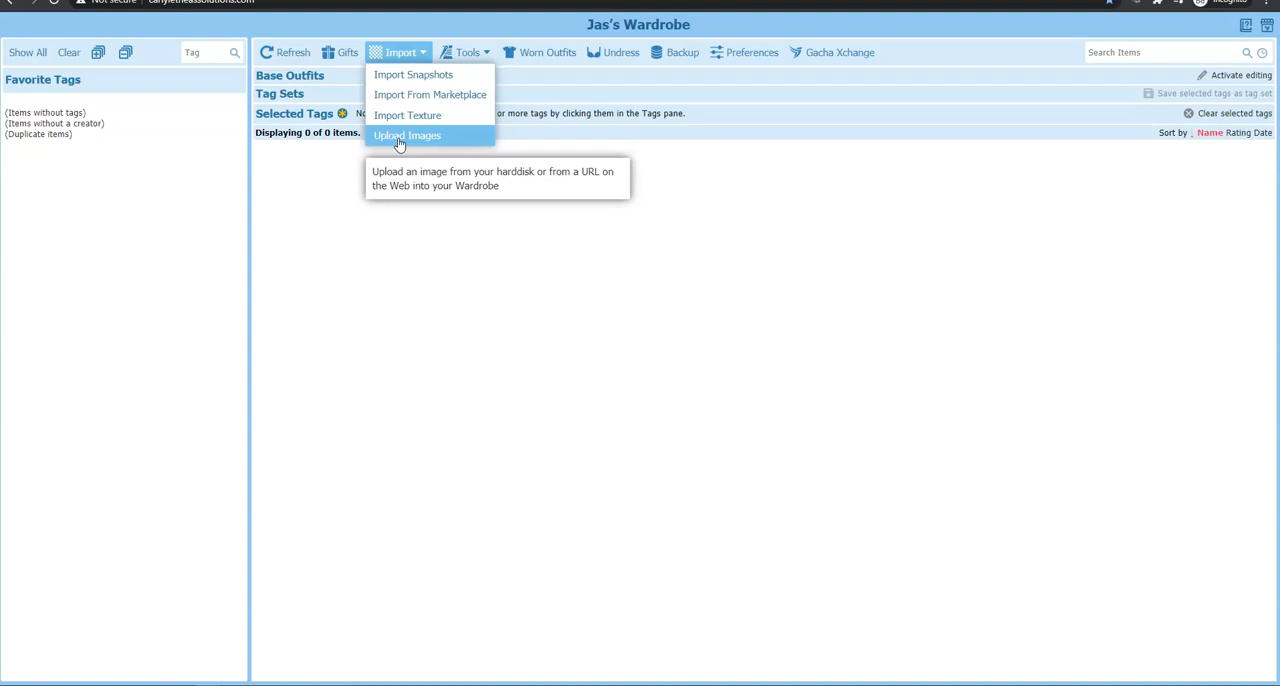 Not secure
carlyletheassolutions.com
Incognito
Jas's Wardrobe
Show All Clear Tag
Refresh Gifts Import Tools Worn Outfits Undress Backup Preferences Gacha Xchange Search Items
Favorite Tags
(Items without tags)
(Items without a creator)
(Duplicate items)
Base Outfits Activate editing
Tag Sets Save selected tags as tag set
Selected Tags or more tags by clicking them in the Tags pane. Clear selected tags
Displaying 0 of 0 items. Sort by Name Rating Date
Import Snapshots
Import From Marketplace
Import Texture
Upload Images
Upload an image from your harddisk or from a URL on
the Web into your Wardrobe